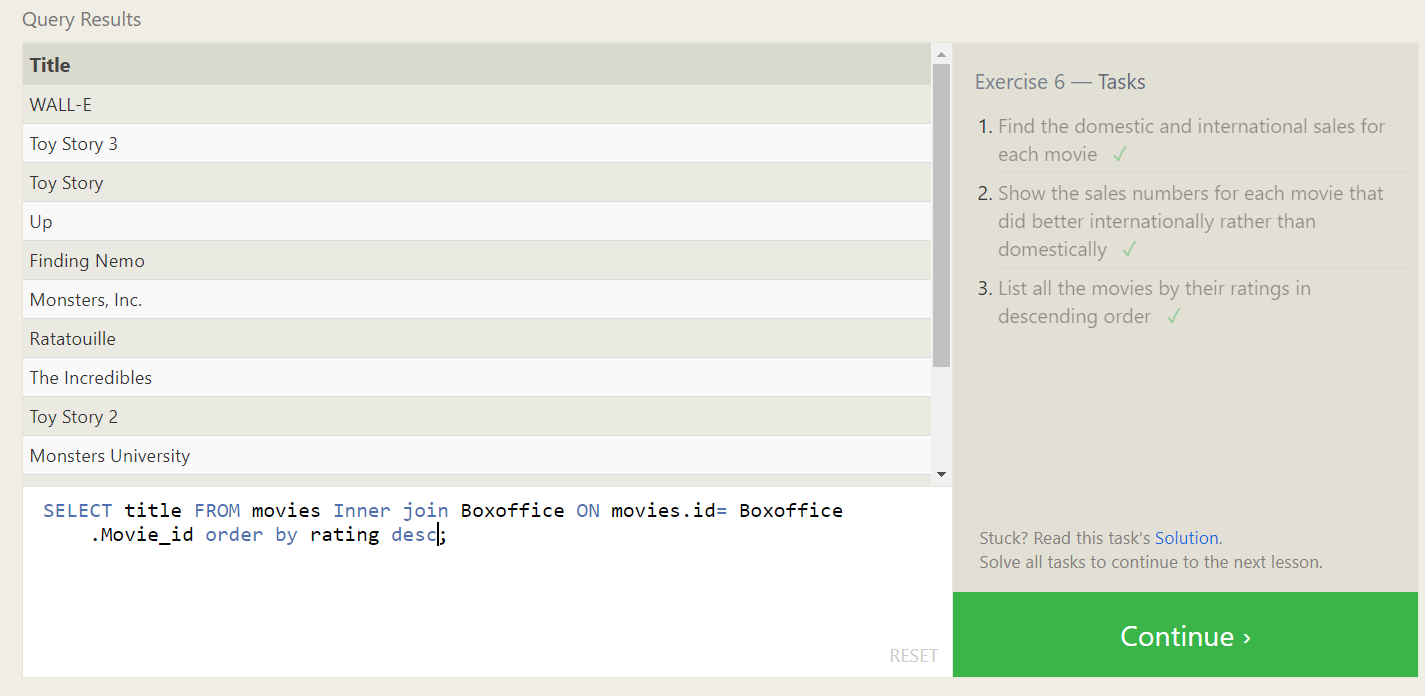 Query Results
Title
WALL-E
Toy Story 3
Toy Story
Up
Finding Nemo
Monsters, Inc.
Ratatouille
The Incredibles
Toy Story 2
Monsters University
SELECT title FROM movies Inner join Boxoffice ON movies.id= Boxoffice
.Movie_id order by rating desc;
RESET
Exercise 6 — Tasks
1. Find the domestic and international sales for
each movie ✓
2. Show the sales numbers for each movie that
did better internationally rather than
domestically ✓
3. List all the movies by their ratings in
descending order ✓
Stuck? Read this task's Solution.
Solve all tasks to continue to the next lesson.
Continue ›